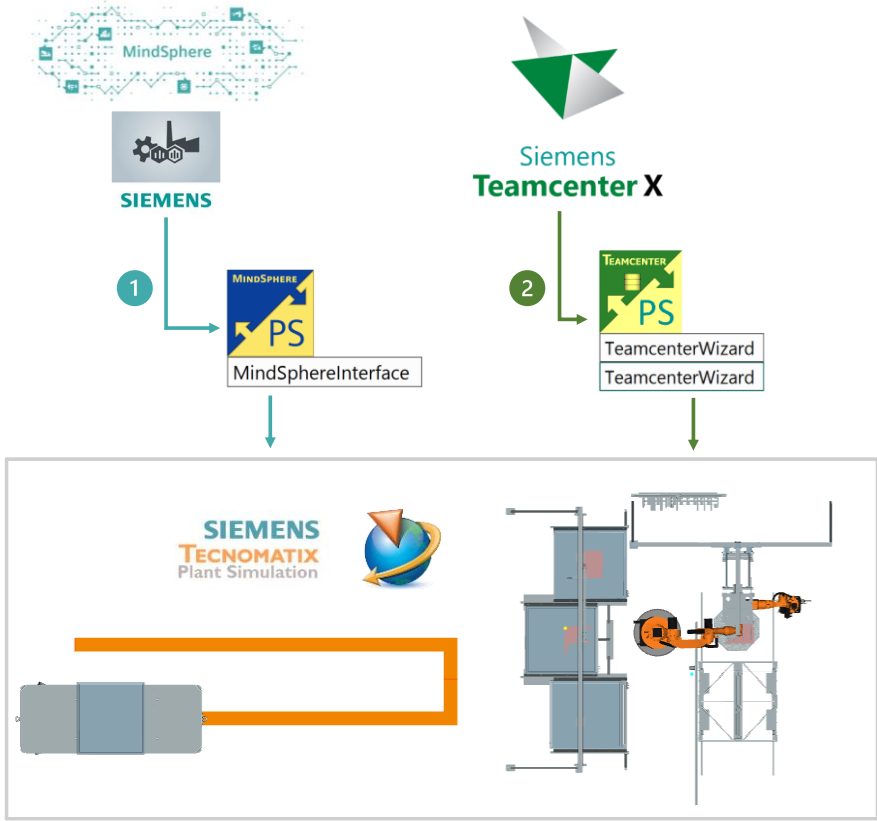 MindSphere
SIEMENS
Siemens
Teamcenter X
1
MINDSPHERE
PS
MindSphereInterface
2
TEAMCENTER
PS
TeamcenterWizard
TeamcenterWizard
SIEMENS
TECNOMATIX
Plant Simulation